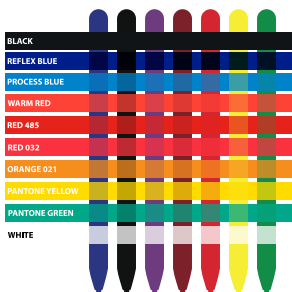 BLACK
REFLEX BLUE
PROCESS BLUE
WARM RED
RED 485
RED 032
ORANGE 021
PANTONE YELLOW
PANTONE GREEN
WHITE